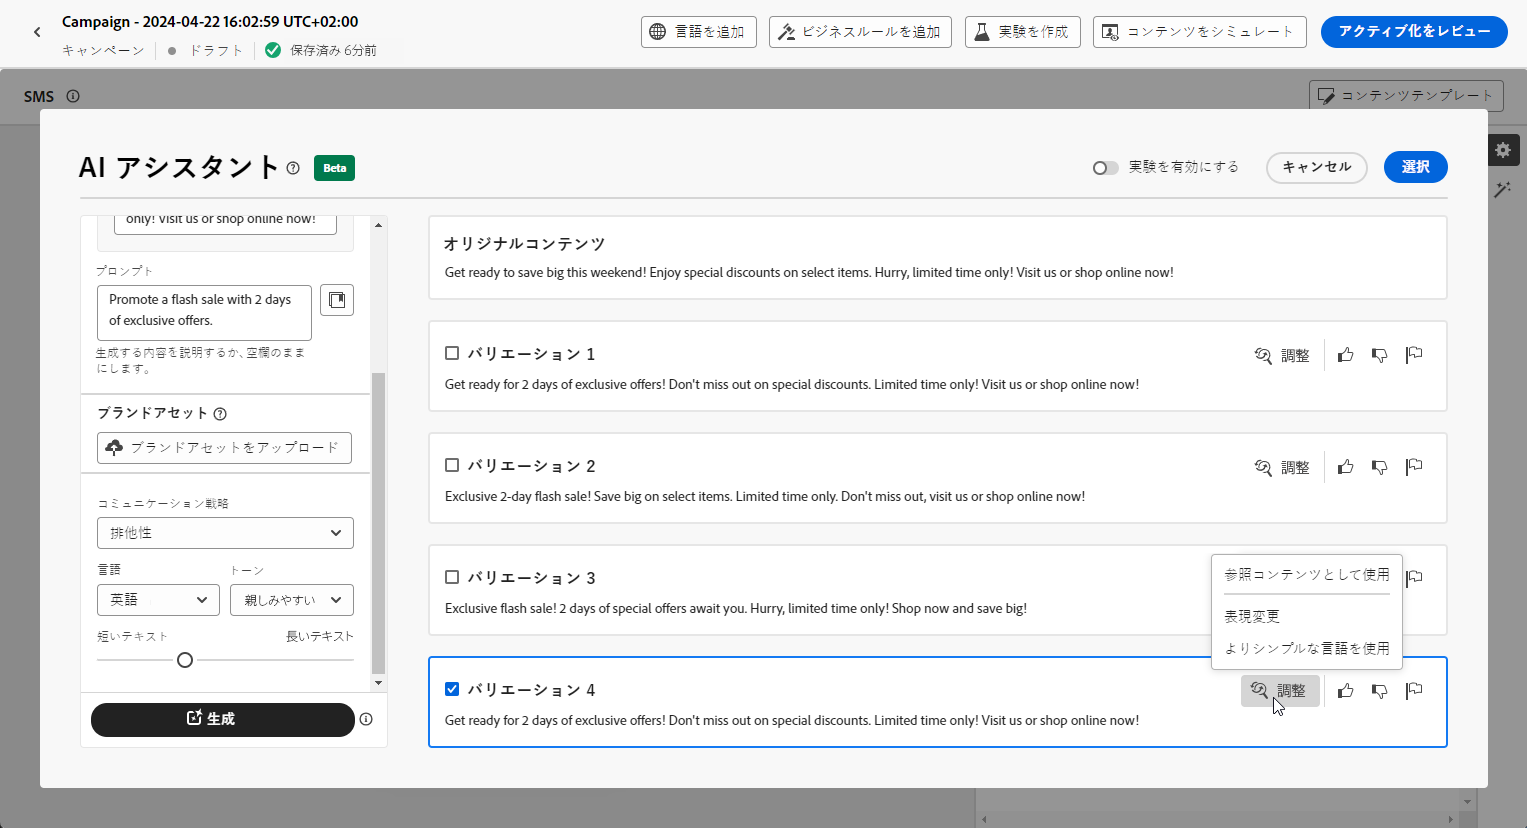 Campaign - 2024-04-22 16:02:59 UTC+02:00
キャンペーン
ドラフト
保存済み 6分前
言語を追加
ビジネスルールを追加
実験を作成
コンテンツをシミュレート
アクティブ化をレビュー
SMS
コンテンツテンプレート
AI アシスタント
Beta
実験を有効にする
キャンセル
選択
only! Visit us or shop online now!
プロンプト
Promote a flash sale with 2 days
of exclusive offers.
生成する内容を説明するか、空欄のまま
にします。
ブランドアセット
ブランドアセットをアップロード
コミュニケーション戦略
排他性
言語
トーン
英語
親しみやすい
短いテキスト
長いテキスト
生成
オリジナルコンテンツ
Get ready to save big this weekend! Enjoy special discounts on select items. Hurry, limited time only! Visit us or shop online now!
バリエーション 1
調整
Get ready for 2 days of exclusive offers! Don't miss out on special discounts. Limited time only! Visit us or shop online now!
バリエーション 2
調整
Exclusive 2-day flash sale! Save big on select items. Limited time only. Don't miss out, visit us or shop online now!
バリエーション 3
Exclusive flash sale! 2 days of special offers await you. Hurry, limited time only! Shop now and save big!
参照コンテンツとして使用
表現変更
よりシンプルな言語を使用
バリエーション 4
調整
Get ready for 2 days of exclusive offers! Don't miss out on special discounts. Limited time only! Visit us or shop online now!